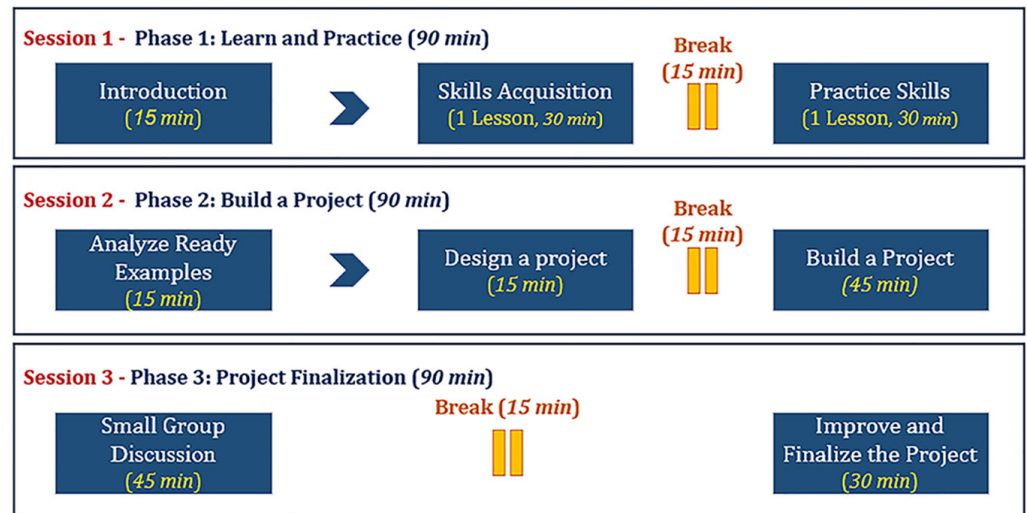 Session 1 - Phase 1: Learn and Practice (90 min)
Introduction
(15 min)
Skills Acquisition
(1 Lesson, 30 min)
Break
(15 min)
Practice Skills
(1 Lesson, 30 min)
Session 2 - Phase 2: Build a Project (90 min)
Analyze Ready
Examples
(15 min)
Design a project
(15 min)
Break
(15 min)
Build a Project
(45 min)
Session 3 - Phase 3: Project Finalization (90 min)
Small Group
Discussion
(45 min)
Break (15 min)
Improve and
Finalize the Project
(30 min)